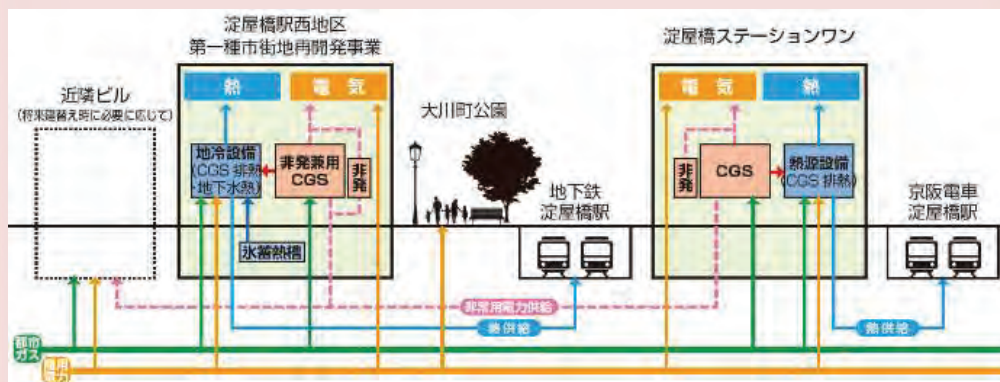 淀屋橋駅西地区
第一種市街地再開発事業
熱
電気
近隣ビル
(将来建替え時に必要に応じて)
地冷設備
(CGS 排熱
・地下水熱)
非発兼用
CGS
非発
氷蓄熱槽
大川町公園
地下鉄
淀屋橋駅
淀屋橋ステーションワン
電気
熱
非発
CGS
熱源設備
(CGS 排熱)
京阪電車
淀屋橋駅
非常用電力供給
熱供給
熱供給
都市
ガス
商用
電力